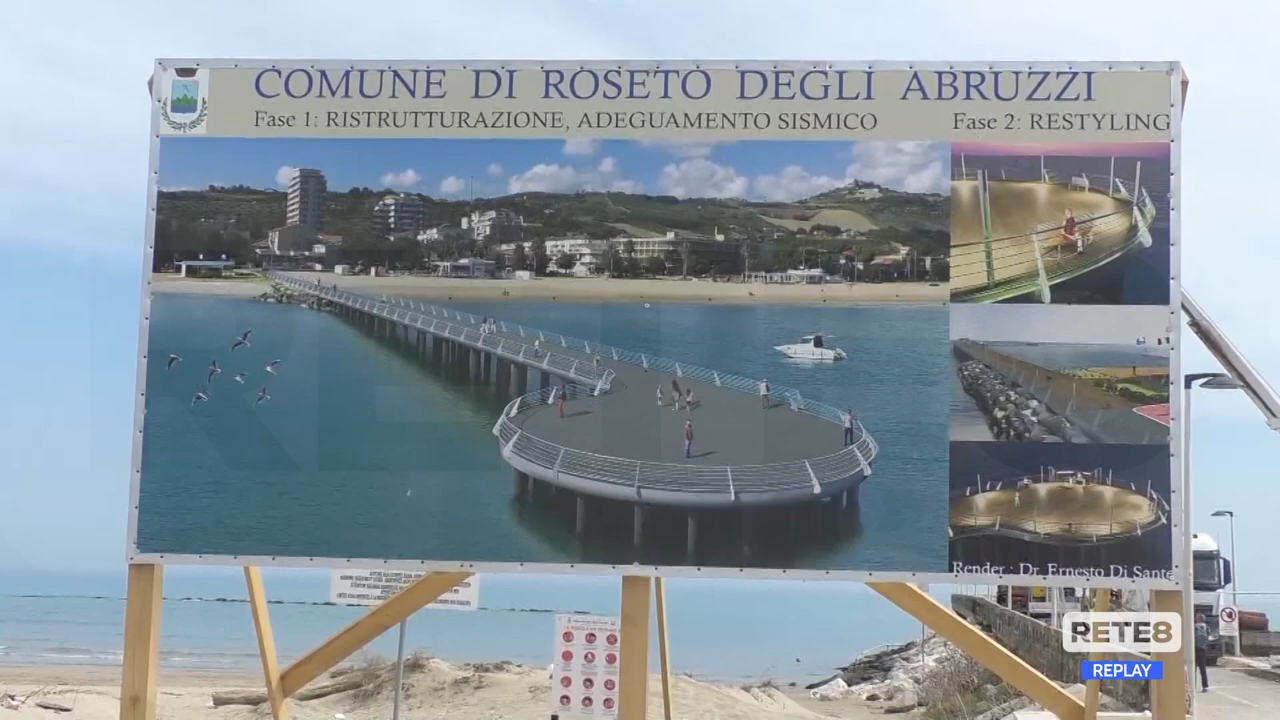 COMUNE DI ROSETO DEGLI ABRUZZI
Fase 1: RISTRUTTURAZIONE, ADEGUAMENTO SISMICO
Fase 2: RESTYLING
Render : Dr. Ernesto Di Sante
RETE8
REPLAY